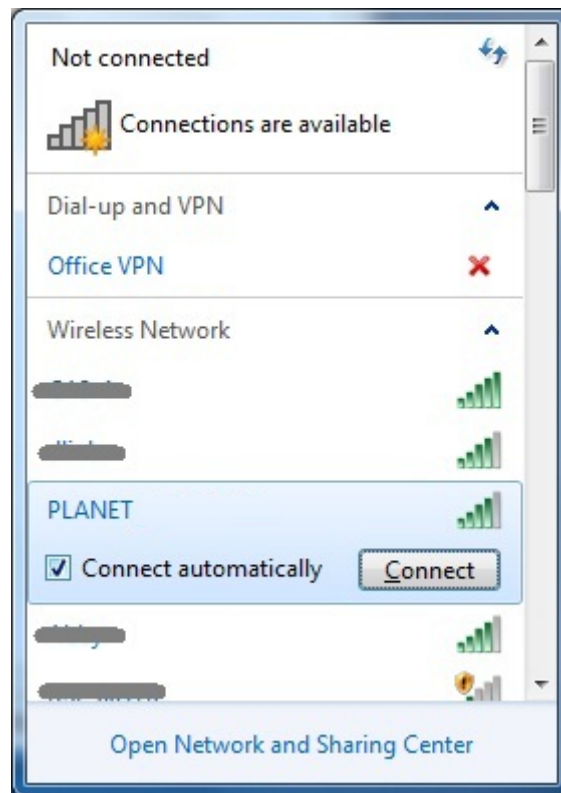 Not connected
Connections are available
Dial-up and VPN
Office VPN
Wireless Network
PLANET
Connect automatically
Connect
Open Network and Sharing Center